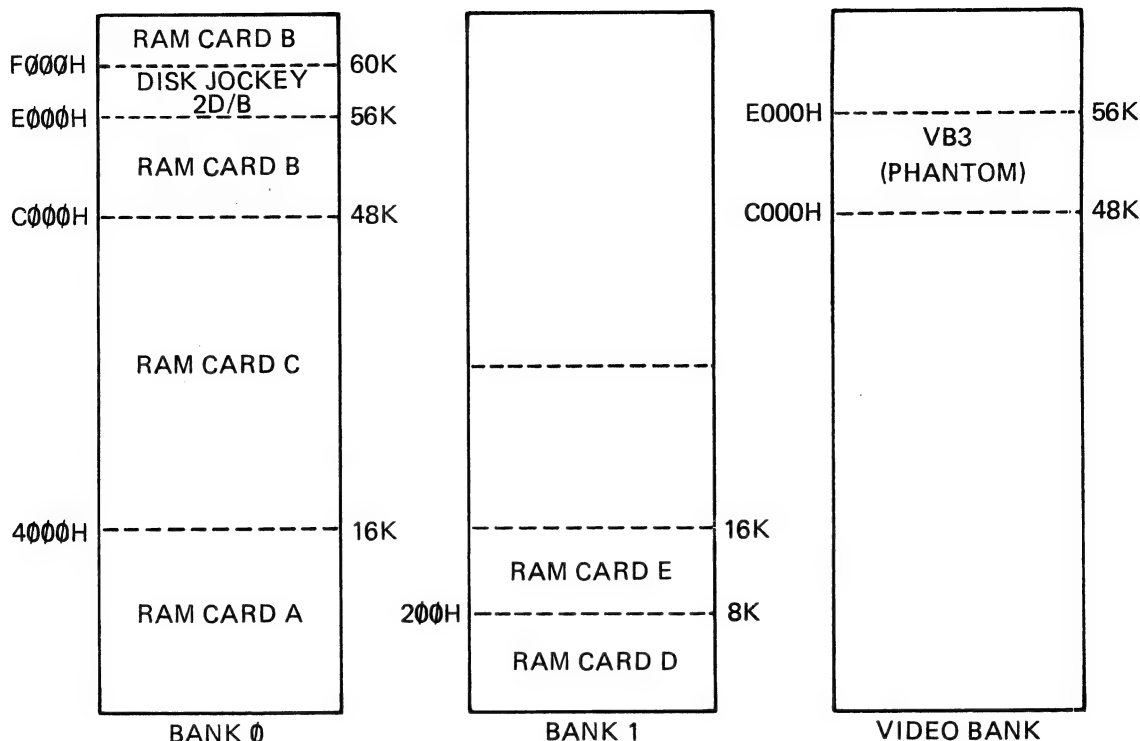 RAM CARD B
FØØØH
60K
DISK JOCKEY
2D/B
EØØØH
56K
RAM CARD B
CØØØH
48K
RAM CARD C
4ØØØH
16K
RAM CARD A
BANK Ø
16K
RAM CARD E
2ØØH
8K
RAM CARD D
BANK 1
E000H
56K
VB3
(PHANTOM)
C000H
48K
VIDEO BANK